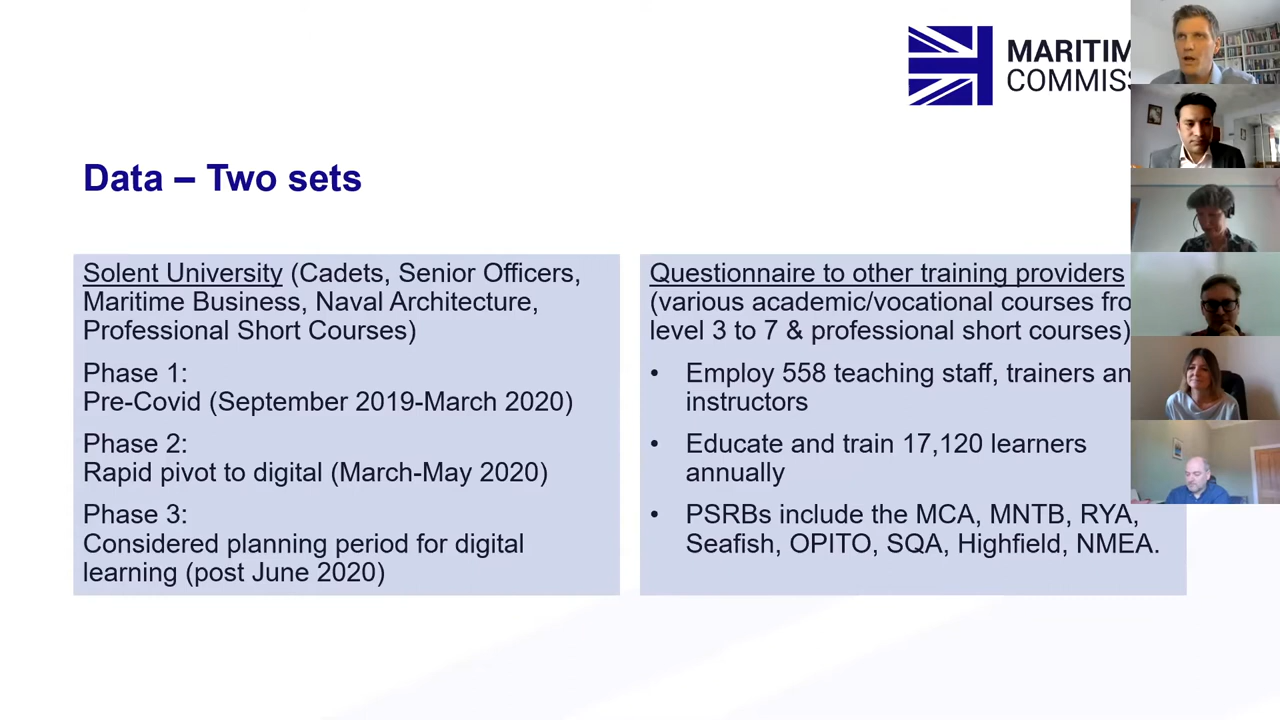 MARITIM
COMMISS
Data – Two sets
Solent University (Cadets, Senior Officers,
Maritime Business, Naval Architecture,
Professional Short Courses)
Phase 1:
Pre-Covid (September 2019-March 2020)
Phase 2:
Rapid pivot to digital (March-May 2020)
Phase 3:
Considered planning period for digital
learning (post June 2020)
Questionnaire to other training providers
(various academic/vocational courses fro
level 3 to 7 & professional short courses)
• Employ 558 teaching staff, trainers an
instructors
• Educate and train 17,120 learners
annually
• PSRBs include the MCA, MNTB, RYA,
Seafish, OPITO, SQA, Highfield, NMEA.